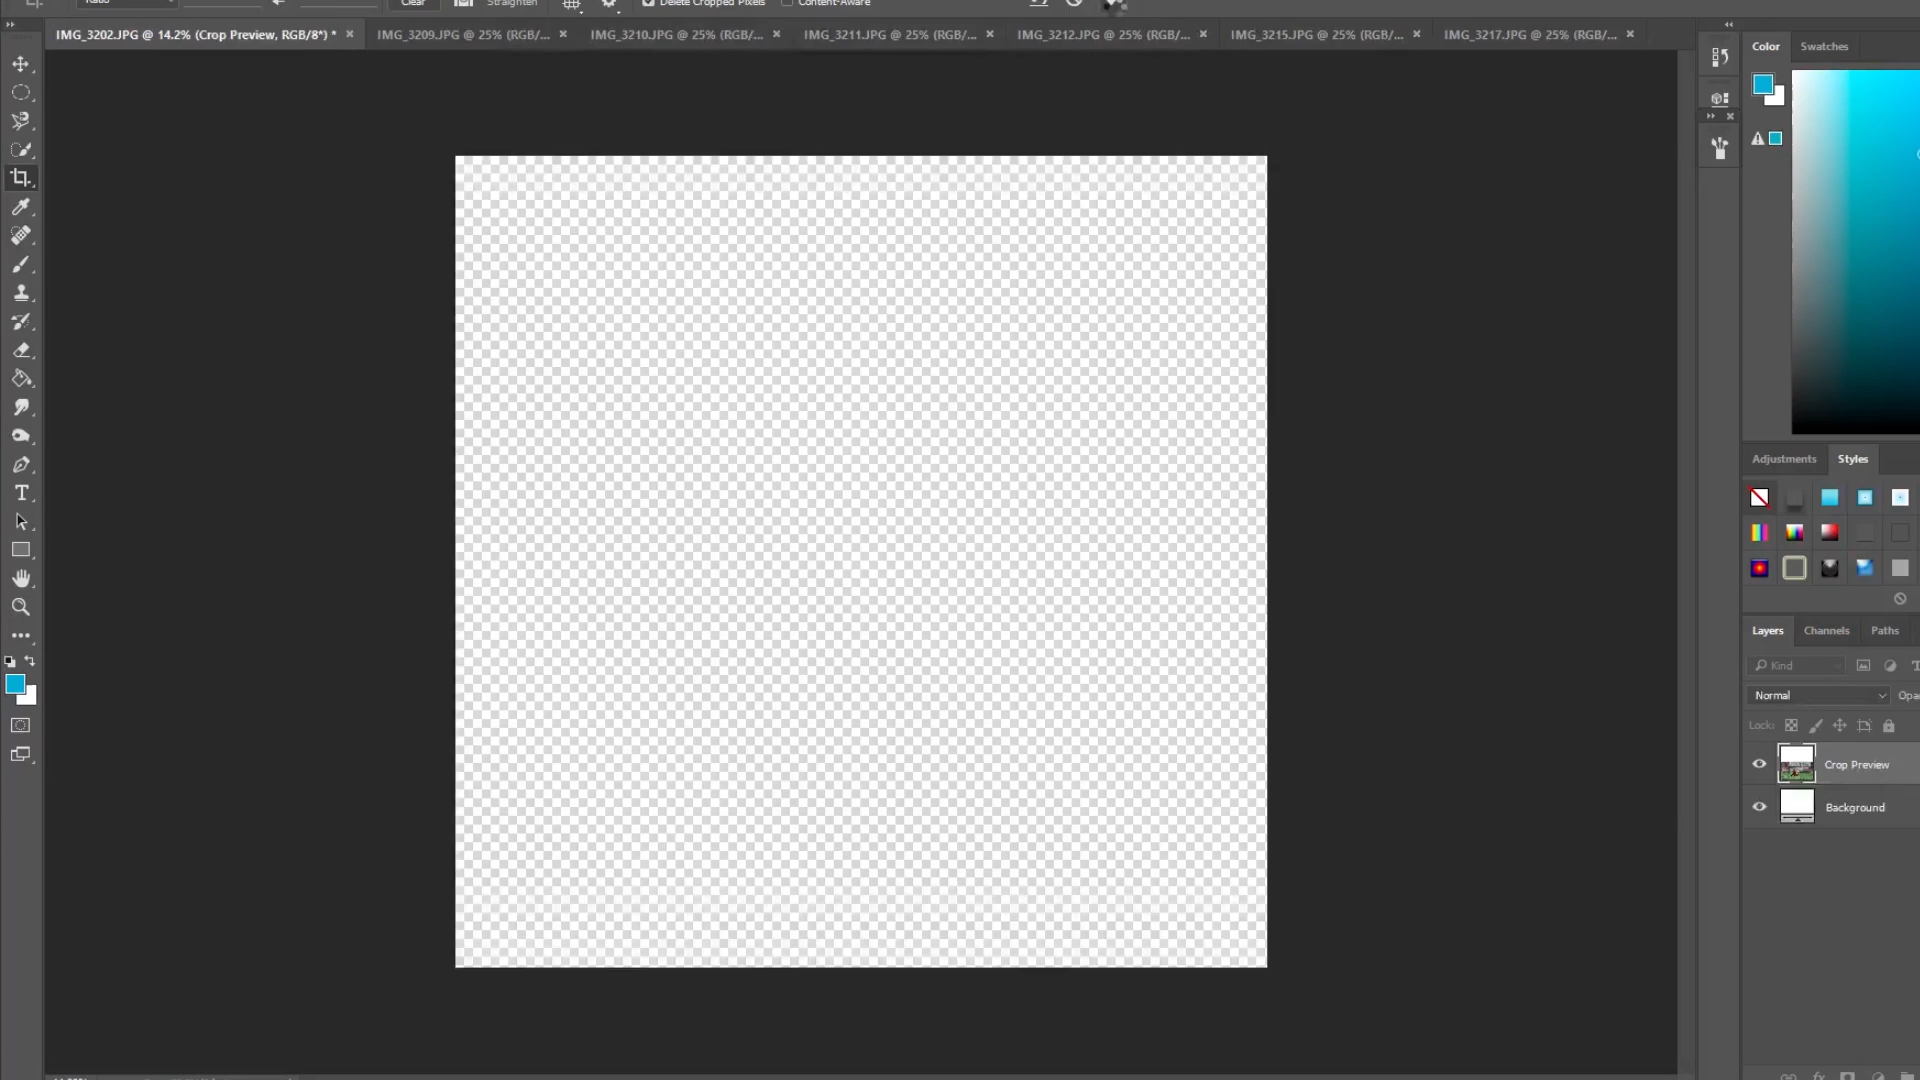 Ratio
Clear
Straighten
Delete Cropped Pixels
Content-Aware
IMG_3202.JPG @ 14.2% (Crop Preview, RGB/8*) *
IMG_3209.JPG @ 25% (RGB/...
IMG_3210.JPG @ 25% (RGB/...
IMG_3211.JPG @ 25% (RGB/...
IMG_3212.JPG @ 25% (RGB/...
IMG_3215.JPG @ 25% (RGB/...
IMG_3217.JPG @ 25% (RGB/...
Color
Swatches
Adjustments
Styles
Layers
Channels
Paths
Kind
Normal
Opa
Lock:
Crop Preview
Background